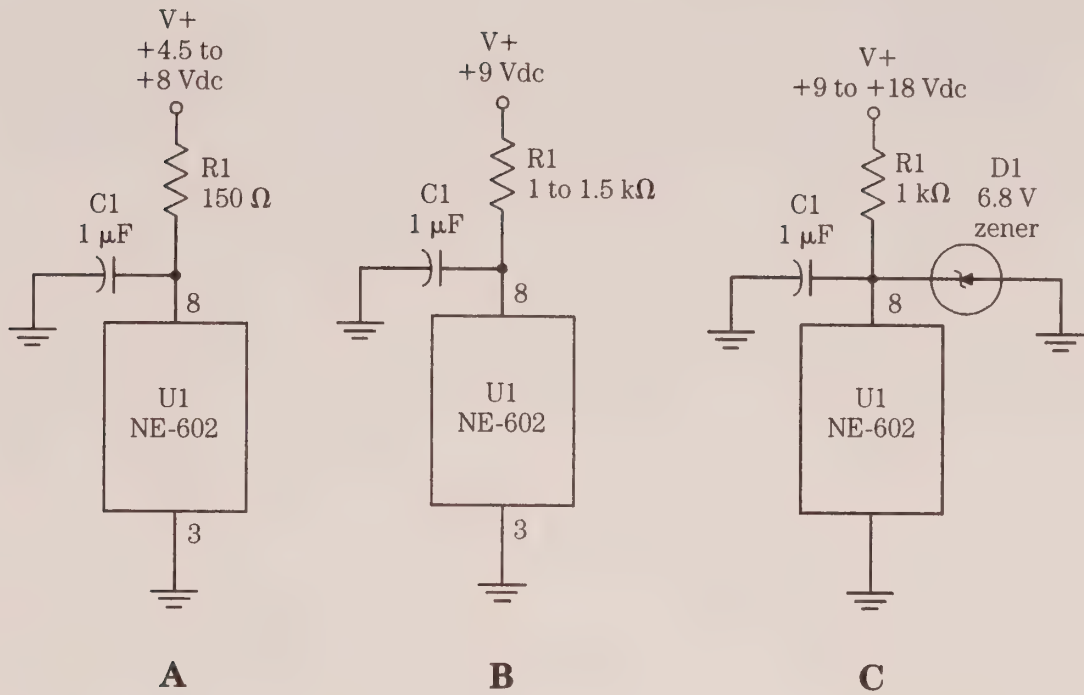 V+
+4.5 to
+8 Vdc
R1
150 Ω
C1
1 μF
8
U1
NE-602
3
A
V+
+9 Vdc
R1
1 to 1.5 kΩ
C1
1 μF
8
U1
NE-602
3
B
V+
+9 to +18 Vdc
R1
1 kΩ
D1
6.8 V
zener
C1
1 μF
8
U1
NE-602
C